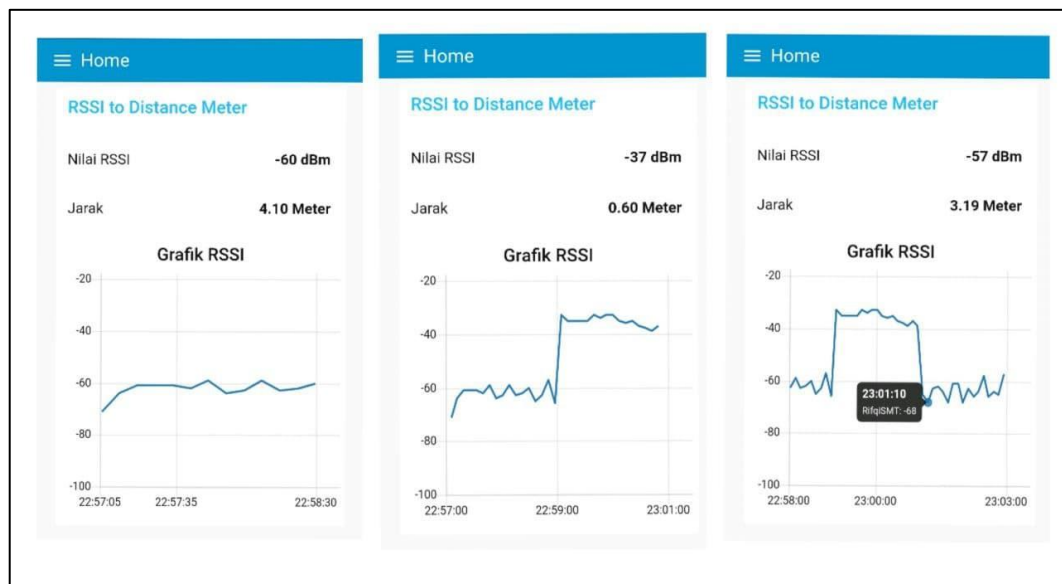 Home
RSSI to Distance Meter
Nilai RSSI -60 dBm
Jarak 4.10 Meter
Grafik RSSI
-20
-40
-60
-80
-100
22:57:05 22:57:35 22:58:30
Home
RSSI to Distance Meter
Nilai RSSI -37 dBm
Jarak 0.60 Meter
Grafik RSSI
-20
-40
-60
-80
-100
22:57:00 22:59:00 23:01:00
Home
RSSI to Distance Meter
Nilai RSSI -57 dBm
Jarak 3.19 Meter
Grafik RSSI
-20
-40
-60
-80
-100
23:01:10
RifqiSMT: -68
22:58:00 23:00:00 23:03:00